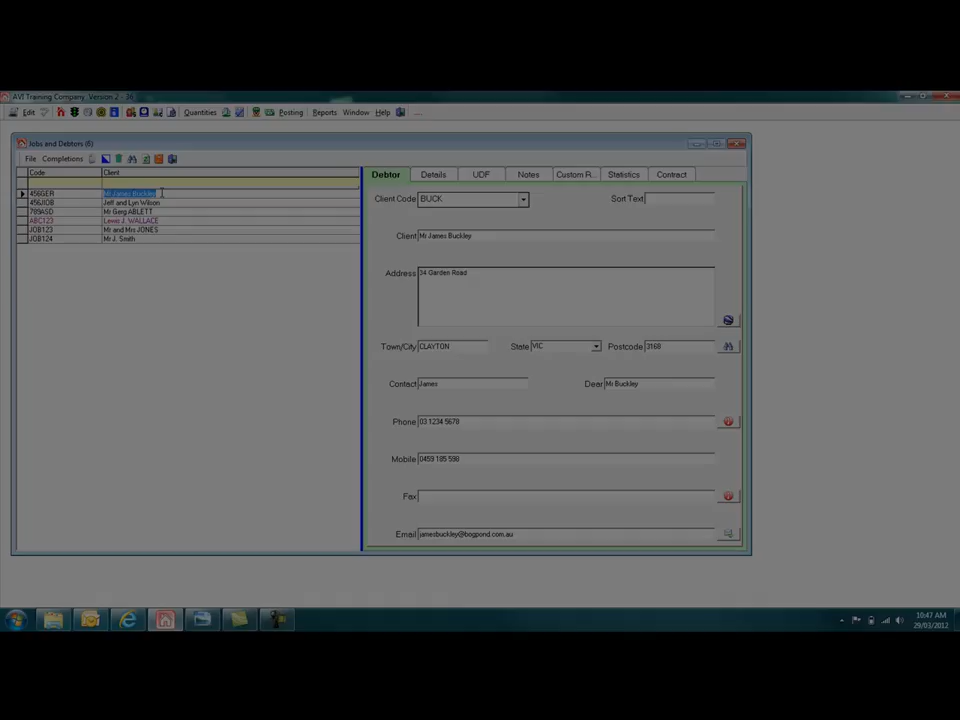 AVI Training Company Version 2 - 36
Edit Quantities Posting Reports Window Help
Jobs and Debtors (6)
File Completions
Code Client
456GER Mr James Buckley
456JIOB Jeff and Lyn Wilson
789ASD Mr Gerg ABLETT
ABC123 Lewis J. WALLACE
JOB123 Mr and Mrs JONES
JOB124 Mr J. Smith
Debtor Details UDF Notes Custom R... Statistics Contract
Client Code BUCK Sort Text
Client Mr James Buckley
Address 34 Garden Road
Town/City CLAYTON State VIC Postcode 3168
Contact James Dear Mr Buckley
Phone 03 1234 5678
Mobile 0459 185 598
Fax
Email jamesbuckley@bogpond.com.au
10:47 AM
29/03/2012